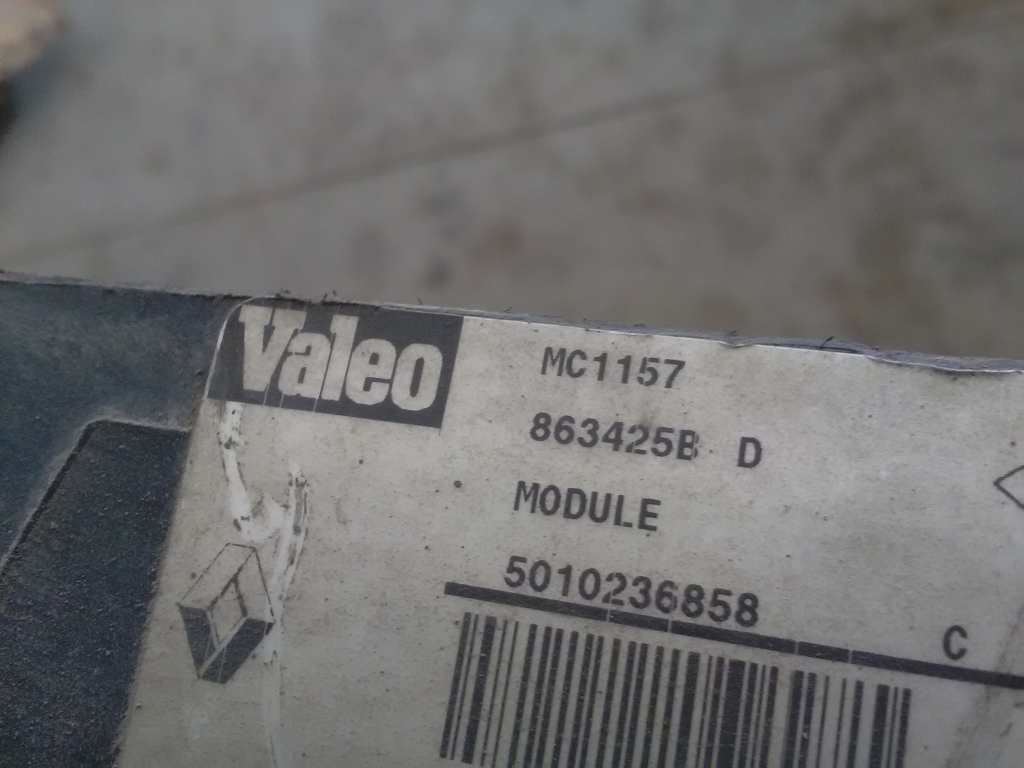 Valeo
MC1157
863425B D
MODULE
5010236858
C